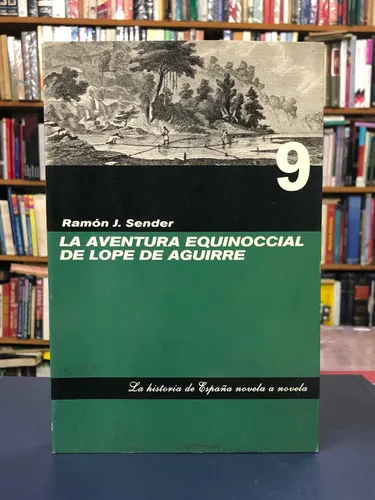 9
Ramón J. Sender
LA AVENTURA EQUINOCCIAL
DE LOPE DE AGUIRRE
La historia de España novela a novela